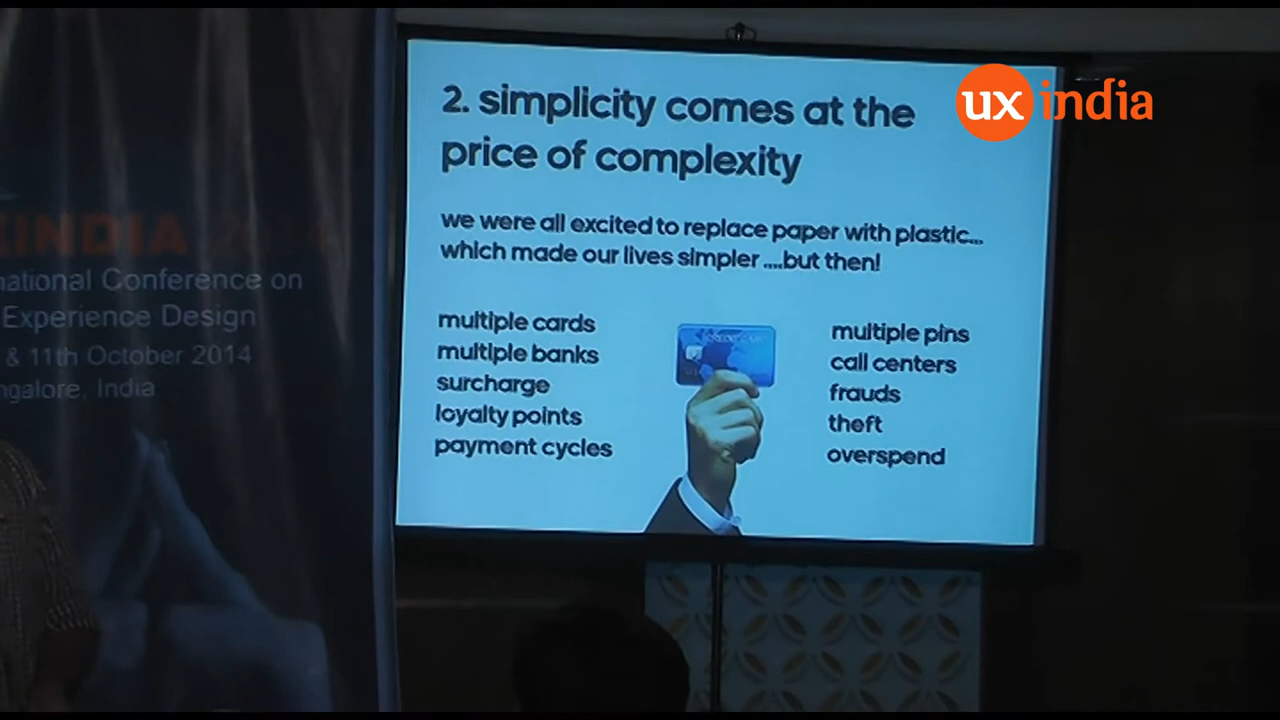 2. simplicity comes at the
price of complexity
we were all excited to replace paper with plastic...
which made our lives simpler ....but then!
multiple cards
multiple banks
surcharge
loyalty points
payment cycles
multiple pins
call centers
frauds
theft
overspend
ux india
INDIA
national Conference on
Experience Design
& 11th October 2014
ngalore, India